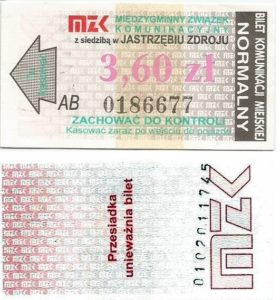 MZK MIĘDZYGMINNY ZWIĄZEK
KOMUNIKACYJNY
z siedzibą w JASTRZĘBIU ZDROJU
3,60 zł
AB 0186677
ZACHOWAĆ DO KONTROLI
Kasować zaraz po wejściu do pojazdu
BILET KOMUNIKACJI MIEJSKIEJ
NORMALNY
Przesiadka
unieważnia bilet
MZK